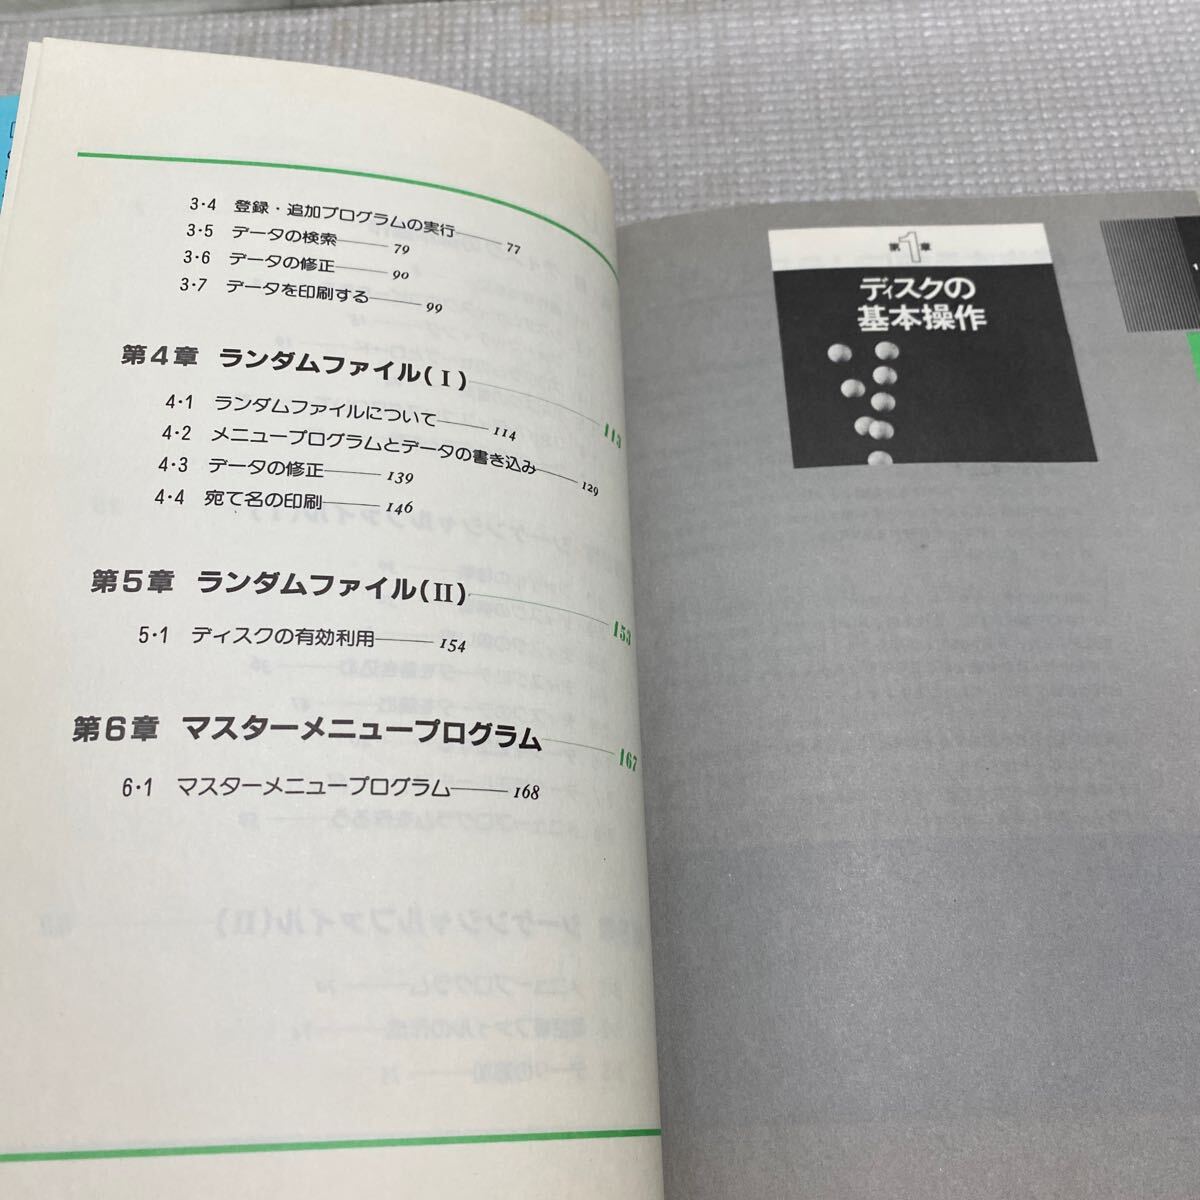 3・4 登録・追加プログラムの実行 77
3・5 データの検索 79
3・6 データの修正 90
3・7 データを印刷する 99
第4章 ランダムファイル(I) 113
4・1 ランダムファイルについて 114
4・2 メニュープログラムとデータの書き込み 129
4・3 データの修正 139
4・4 宛て名の印刷 146
第5章 ランダムファイル(II) 153
5・1 ディスクの有効利用 154
第6章 マスターメニュープログラム 167
6・1 マスターメニュープログラム 168
第1章
ディスクの
基本操作